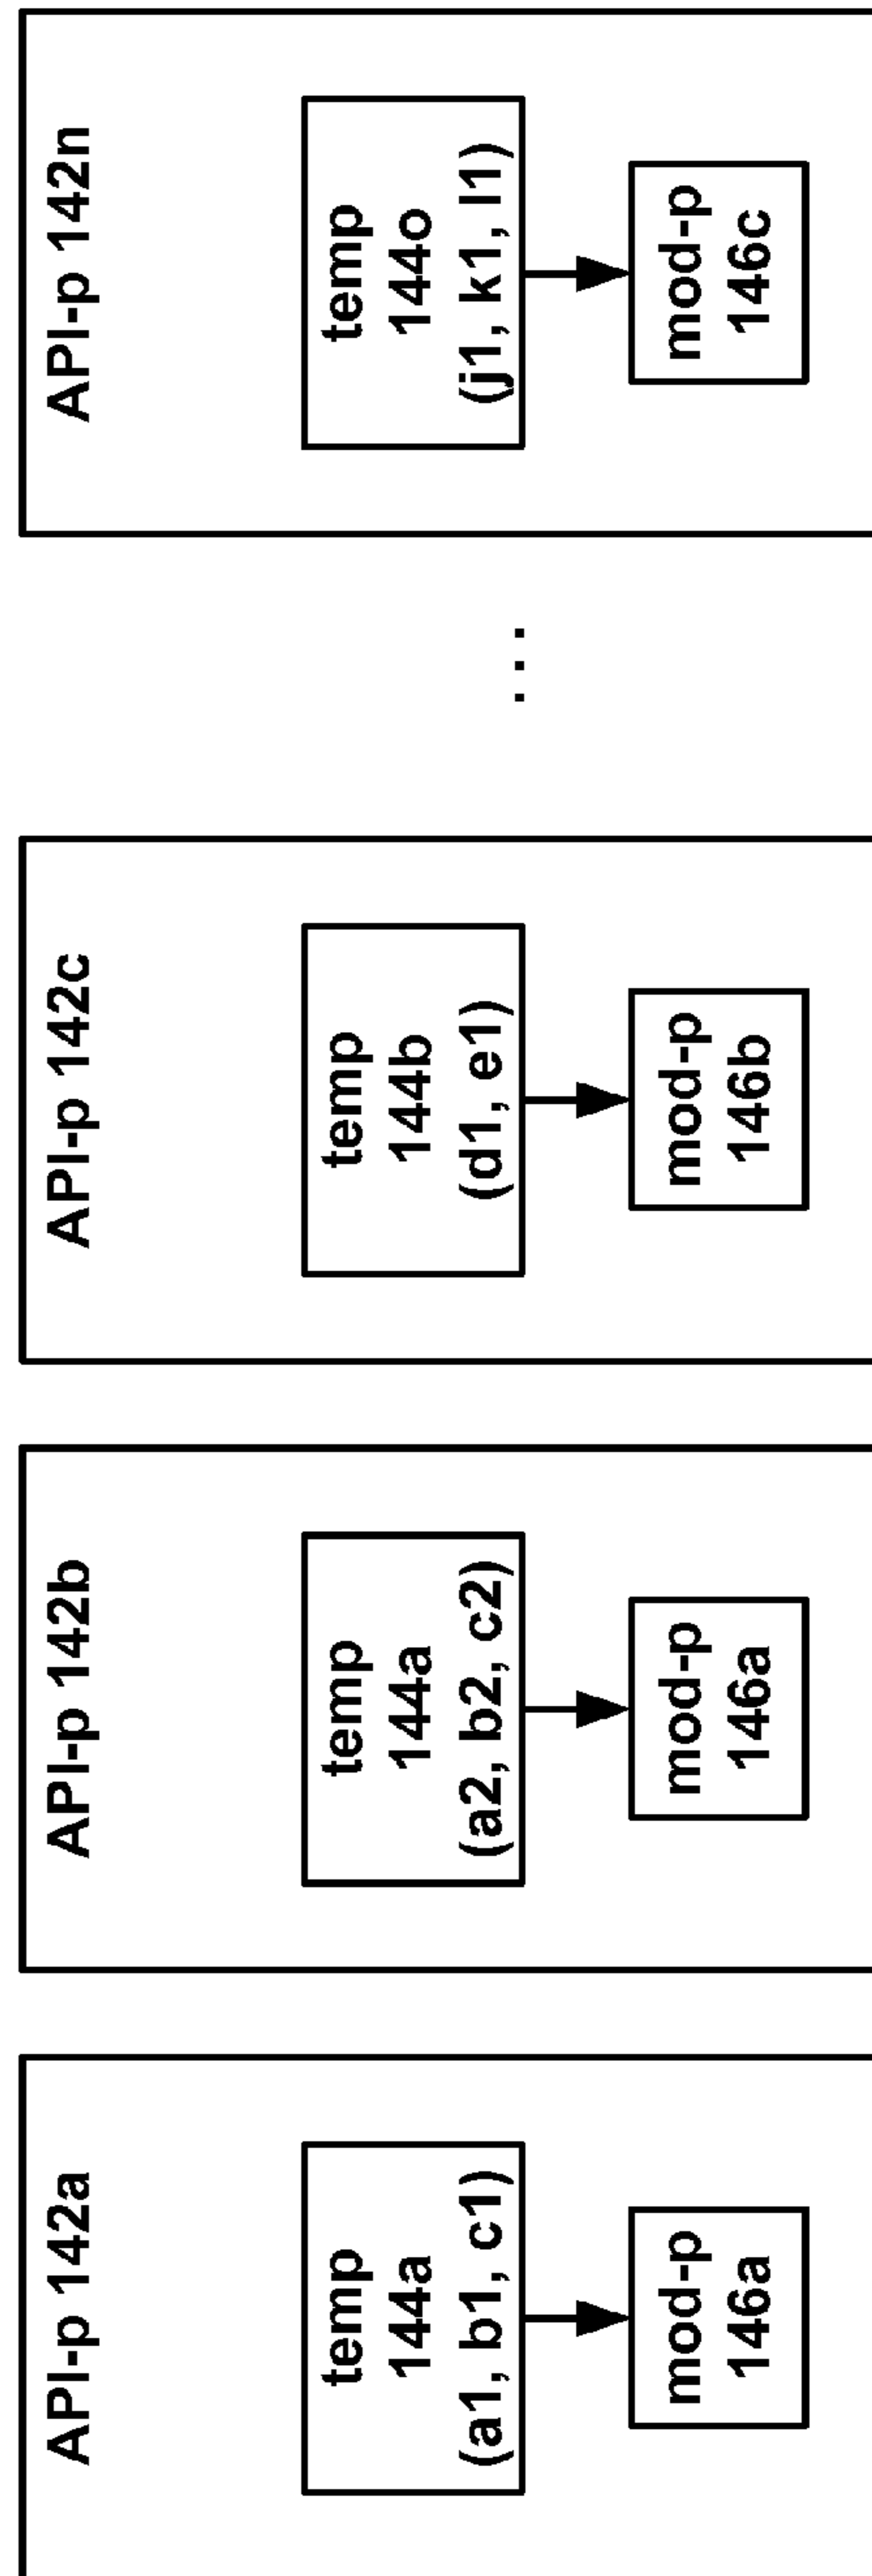 API-p 142a
temp
144a
(a1, b1, c1)
mod-p
146a
API-p 142b
temp
144a
(a2, b2, c2)
mod-p
146a
API-p 142c
temp
144b
(d1, e1)
mod-p
146b
. . .
API-p 142n
temp
144o
(j1, k1, l1)
mod-p
146c